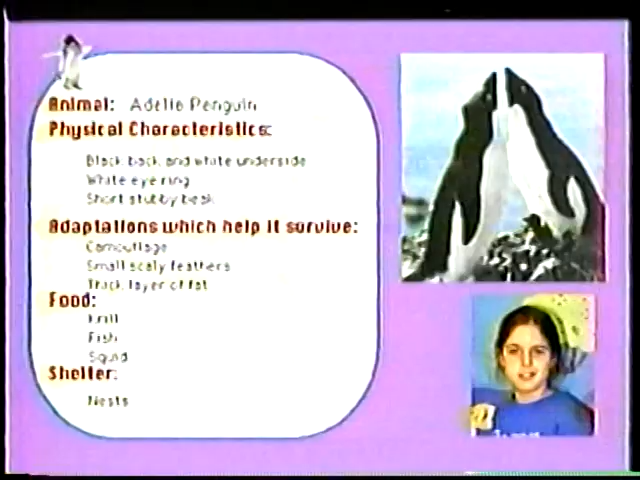 Animal: Adelie Penguin
Physical Characteristics:
Black back and white underside
White eye ring
Short stubby beak
Adaptations which help it survive:
Camouflage
Small scaly feathers
Thick layer of fat
Food:
Krill
Fish
Squid
Shelter:
Nests